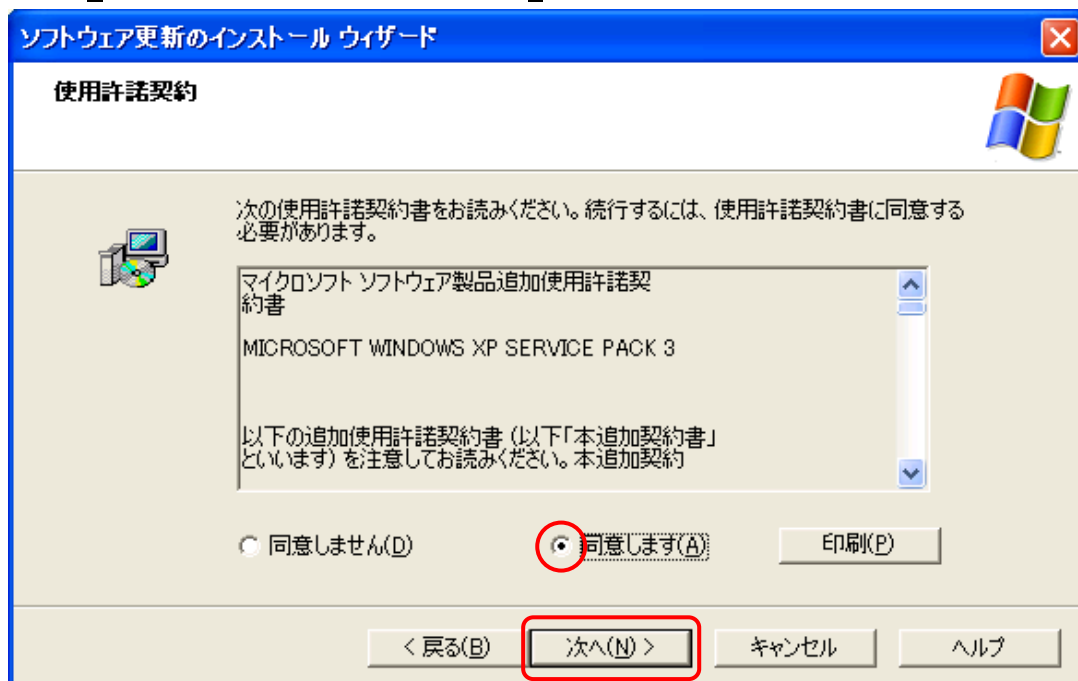 ソフトウェア更新のインストール ウィザード
使用許諾契約
次の使用許諾契約書をお読みください。続行するには、使用許諾契約書に同意する
必要があります。
マイクロソフト ソフトウェア製品追加使用許諾契
約書
MICROSOFT WINDOWS XP SERVICE PACK 3
以下の追加使用許諾契約書 (以下「本追加契約書」
といいます) を注意してお読みください。本追加契約
同意しません(D) 同意します(A) 印刷(P)
< 戻る(B) 次へ(N) > キャンセル ヘルプ